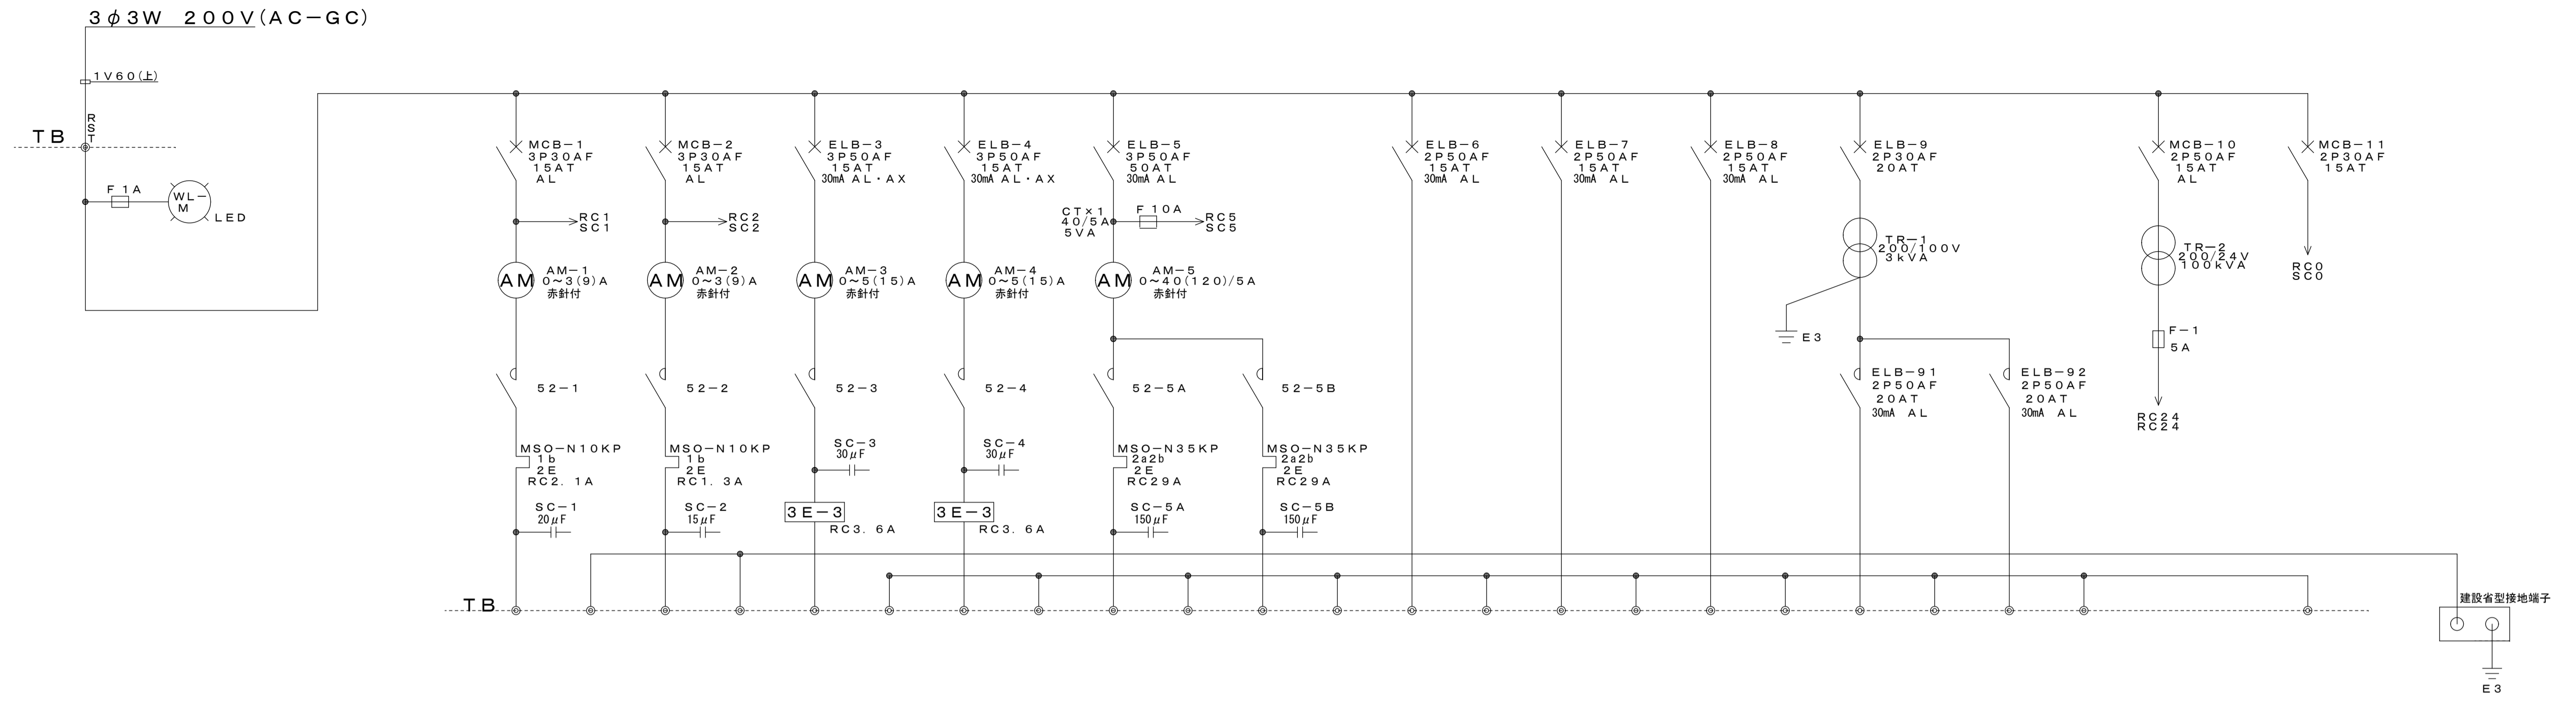 3φ3W 200V(AC-GC)
1V60(上)
RST
TB
F 1A
WL-
M
LED
MCB-1
3P30AF
15AT
AL
RC1
SC1
AM
AM-1
0~3(9)A
赤針付
52-1
MSO-N10KP
1b
2E
RC2. 1A
SC-1
20μF
MCB-2
3P30AF
15AT
AL
RC2
SC2
AM
AM-2
0~3(9)A
赤針付
52-2
MSO-N10KP
1b
2E
RC1. 3A
SC-2
15μF
ELB-3
3P50AF
15AT
30mA AL・AX
AM
AM-3
0~5(15)A
赤針付
52-3
SC-3
30μF
3E-3
RC3. 6A
ELB-4
3P50AF
15AT
30mA AL・AX
AM
AM-4
0~5(15)A
赤針付
52-4
SC-4
30μF
3E-3
RC3. 6A
ELB-5
3P50AF
50AT
30mA AL
CT×1
40/5A
5VA
F 10A
RC5
SC5
AM
AM-5
0~40(120)/5A
赤針付
52-5A
MSO-N35KP
2a2b
2E
RC29A
SC-5A
150μF
52-5B
MSO-N35KP
2a2b
2E
RC29A
SC-5B
150μF
ELB-6
2P50AF
15AT
30mA AL
ELB-7
2P50AF
15AT
30mA AL
ELB-8
2P50AF
15AT
30mA AL
ELB-9
2P30AF
20AT
TR-1
200/100V
3kVA
E3
ELB-91
2P50AF
20AT
30mA AL
ELB-92
2P50AF
20AT
30mA AL
MCB-10
2P50AF
15AT
AL
TR-2
200/24V
100kVA
F-1
5A
RC24
RC24
MCB-11
2P30AF
15AT
RC0
SC0
TB
建設省型接地端子
E3